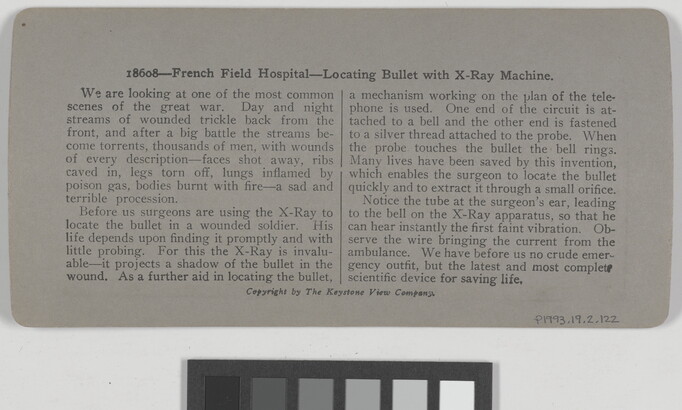 18608—French Field Hospital—Locating Bullet with X-Ray Machine.
We are looking at one of the most common
scenes of the great war. Day and night
streams of wounded trickle back from the
front, and after a big battle the streams be-
come torrents, thousands of men, with wounds
of every description—faces shot away, ribs
caved in, legs torn off, lungs inflamed by
poison gas, bodies burnt with fire—a sad and
terrible procession.
Before us surgeons are using the X-Ray to
locate the bullet in a wounded soldier. His
life depends upon finding it promptly and with
little probing. For this the X-Ray is invalu-
able—it projects a shadow of the bullet in the
wound. As a further aid in locating the bullet,
a mechanism working on the plan of the tele-
phone is used. One end of the circuit is at-
tached to a bell and the other end is fastened
to a silver thread attached to the probe. When
the probe touches the bullet the bell rings.
Many lives have been saved by this invention,
which enables the surgeon to locate the bullet
quickly and to extract it through a small orifice.
Notice the tube at the surgeon's ear, leading
to the bell on the X-Ray apparatus, so that he
can hear instantly the first faint vibration. Ob-
serve the wire bringing the current from the
ambulance. We have before us no crude emer-
gency outfit, but the latest and most complete
scientific device for saving life.
Copyright by The Keystone View Company.
P1993.19.2.122